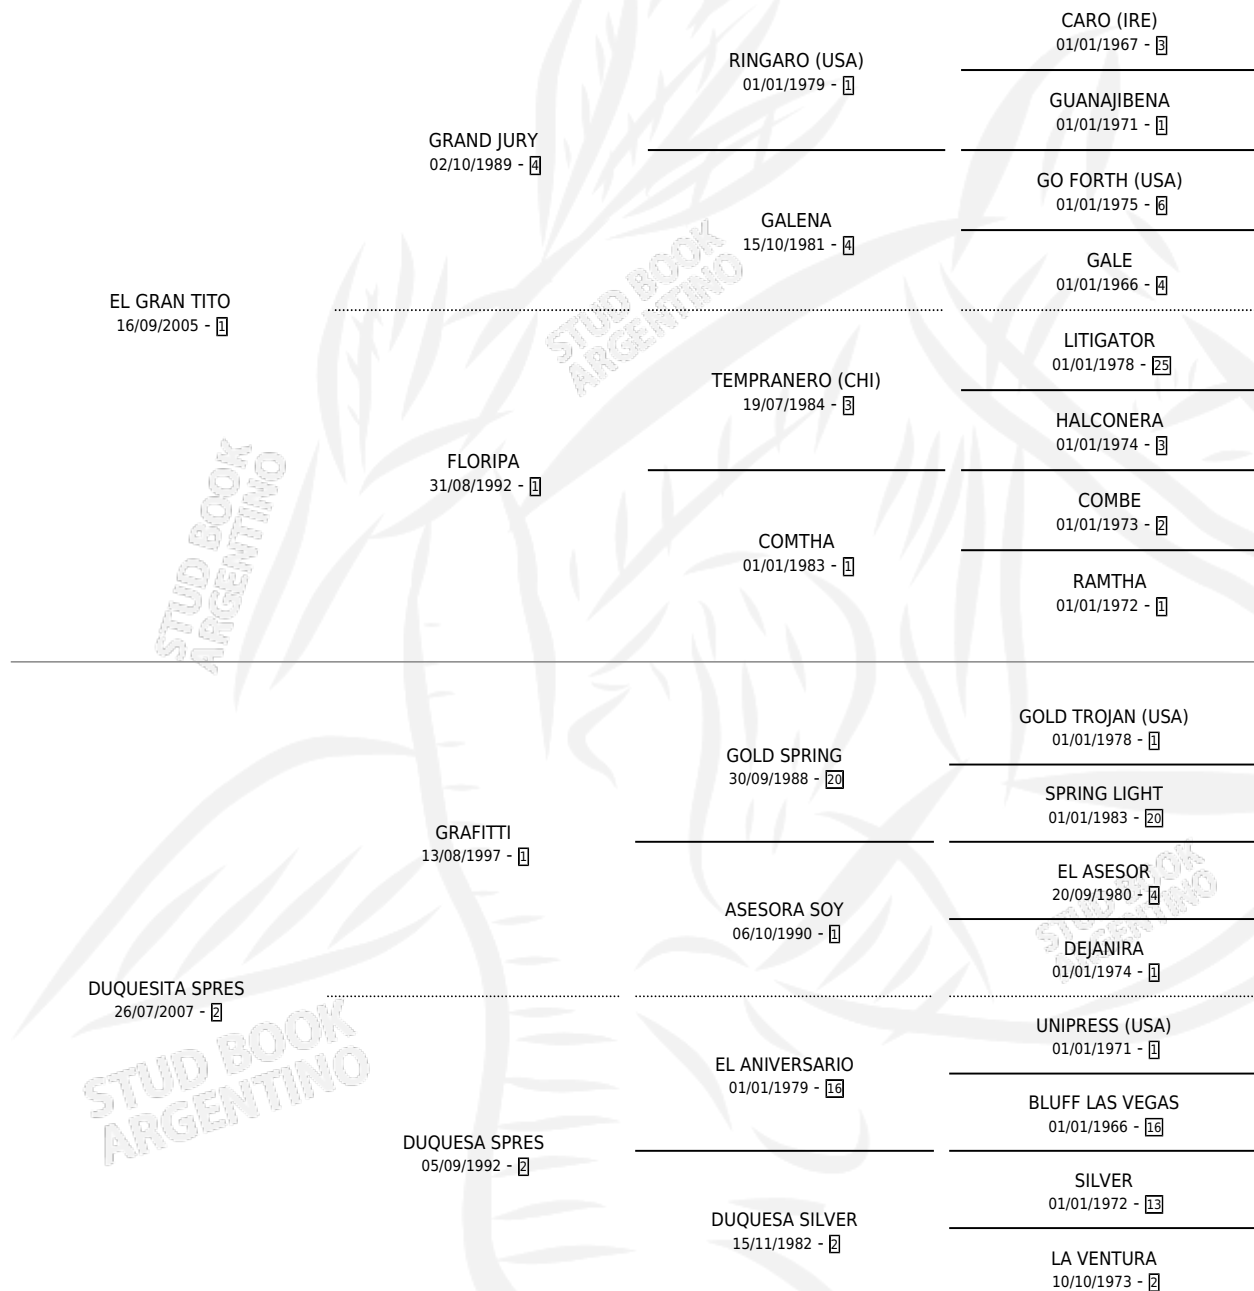 CARO (IRE)
01/01/1967 - 3
RINGARO (USA)
01/01/1979 - 1
GUANAJIBENA
01/01/1971 - 1
GRAND JURY
02/10/1989 - 4
GO FORTH (USA)
01/01/1975 - 6
GALENA
15/10/1981 - 4
GALE
01/01/1966 - 4
EL GRAN TITO
16/09/2005 - 1
LITIGATOR
01/01/1978 - 25
TEMPRANERO (CHI)
19/07/1984 - 3
HALCONERA
01/01/1974 - 3
FLORIPA
31/08/1992 - 1
COMBE
01/01/1973 - 2
COMTHA
01/01/1983 - 1
RAMTHA
01/01/1972 - 1
GOLD TROJAN (USA)
01/01/1978 - 1
GOLD SPRING
30/09/1988 - 20
SPRING LIGHT
01/01/1983 - 20
GRAFITTI
13/08/1997 - 1
EL ASESOR
20/09/1980 - 4
ASESORA SOY
06/10/1990 - 1
DEJANIRA
01/01/1974 - 1
DUQUESITA SPRES
26/07/2007 - 2
UNIPRESS (USA)
01/01/1971 - 1
EL ANIVERSARIO
01/01/1979 - 16
BLUFF LAS VEGAS
01/01/1966 - 16
DUQUESA SPRES
05/09/1992 - 2
SILVER
01/01/1972 - 13
DUQUESA SILVER
15/11/1982 - 2
LA VENTURA
10/10/1973 - 2
STUD BOOK
ARGENTINO
STUD BOOK
ARGENTINO
STUD BOOK
ARGENTINO
STUD BOOK
ARGENTINO